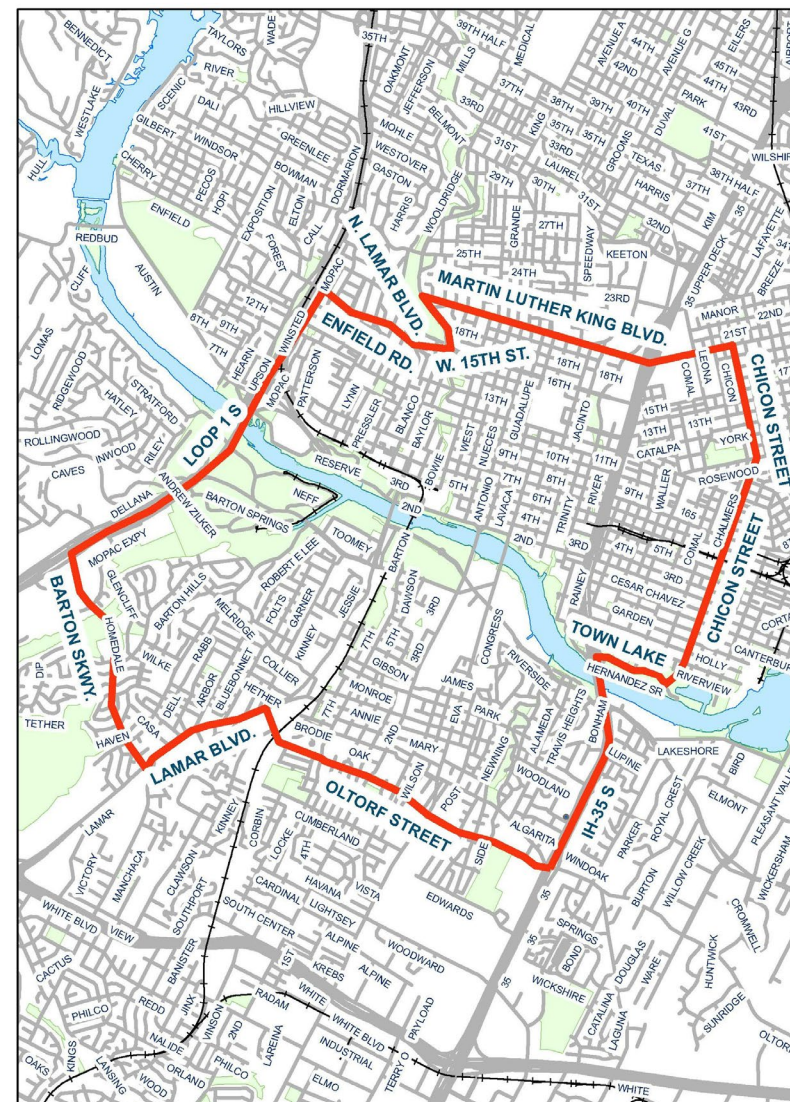 BENNEDICT
TAYLORS
WADE
35TH
39TH HALF
MEDICAL
AVENUE A
44TH
AVENUE G
EILERS
AIRPORT
WESTLAKE
SCENIC
RIVER
DALI
HILLVIEW
OAKMONT
JEFFERSON
MILLS
37TH
42ND
45TH
44TH
43RD
PARK
HULL
GILBERT
WINDSOR
GREENLEE
MOHLE
BELMONT
33RD
38TH
39TH
40TH
DUVAL
41ST
CHERRY
PECOS
HOPI
BOWMAN
ELTON
DORMARION
WESTOVER
GASTON
31ST
KING
35TH
35TH
33RD
GROOMS
TEXAS
38TH HALF
WILSHIRE
ENFIELD
EXPOSITION
FOREST
CALL
HARRIS
WOOLDRIDGE
29TH
30TH
LAUREL
31ST
HARRIS
37TH
REDBUD
CLIFF
AUSTIN
MOPAC
N. LAMAR BLVD.
25TH
GRANDE
27TH
SPEEDWAY
32ND
KIM
35
LAFAYETTE
BREEZE
24TH
KEETON
35 UPPER DECK
12TH
9TH
8TH
7TH
WINSTED
MARTIN LUTHER KING BLVD.
23RD
MANOR
22ND
21ST
LOMAS
ENFIELD RD.
18TH
W. 15TH ST.
18TH
18TH
COMAL
LEONA
CHICON
CHICON STREET
RIDGEWOOD
HATLEY
STRATFORD
HEARN
UPSON
MOPAC
PATTERSON
LYNN
16TH
15TH
ROLLINGWOOD
CAVES
INWOOD
RILEY
LOOP 1 S
PRESSLER
BLANCO
BAYLOR
WEST
13TH
NUECES
GUADALUPE
JACINTO
13TH
13TH
CATALPA
YORK
DELLANA
ANDREW ZILKER
RESERVE
3RD
BOWIE
5TH
9TH
7TH
10TH
8TH
11TH
ROSEWOOD
BARTON SPRINGS
NEFF
2ND
ANTONIO
LAVACA
6TH
4TH
TRINITY
RIVER
9TH
WALLER
165
CHALMERS
MOPAC EXPY
TOOMEY
BARTON
2ND
3RD
4TH
5TH
COMAL
CHICON STREET
BARTON SKWY.
GLENCLIFF
ROBERT E LEE
RAINEY
CESAR CHAVEZ
3RD
HOMEDALE
BARTON HILLS
FOLTS
GARNER
JESSIE
DAWSON
3RD
CONGRESS
GARDEN
MELRIDGE
KINNEY
7TH
5TH
3RD
TOWN LAKE
HOLLY
CANTERBURY
DIP
WILKE
RABB
BLUEBONNET
COLLIER
GIBSON
JAMES
RIVERSIDE
HERNANDEZ SR
RIVERVIEW
DELL
ARBOR
HETHER
MONROE
EVA
PARK
ALAMEDA
TRAVIS HEIGHTS
BONHAM
TETHER
HAVEN
CASA
7TH
ANNIE
2ND
MARY
NEWNING
LUPINE
LAKESHORE
LAMAR BLVD.
BRODIE
OAK
WILSON
POST
WOODLAND
BIRD
LAMAR
KINNEY
OLTORF STREET
ALGARITA
IH-35 S
PARKER
ROYAL CREST
ELMONT
PLEASANT VALLEY
CORBIN
LOCKE
4TH
CUMBERLAND
SIDE
WINDOAK
BURTON
WILLOW CREEK
WICKERSHAM
VICTORY
MANCHACA
CLAWSON
SOUTHPORT
CARDINAL
HAVANA
LIGHTSEY
VISTA
EDWARDS
35
CROMWELL
WHITE BLVD
VIEW
SOUTH CENTER
ALPINE
WOODWARD
35
SPRINGS
BOND
DOUGLAS
HUNTWICK
CACTUS
BANISTER
1ST
KREBS
ALPINE
35
WICKSHIRE
CATALINA
WARE
SUNRIDGE
PHILCO
REDD
JINX
RADAM
WHITE
PAYLOAD
LAGUNA
NALIDE
VINSON
2ND
LAREINA
WHITE BLVD
OAKS
KINGS
LANSING
WOOD
ORLAND
PHILCO
INDUSTRIAL
ELMO
TERRY O
WHITE